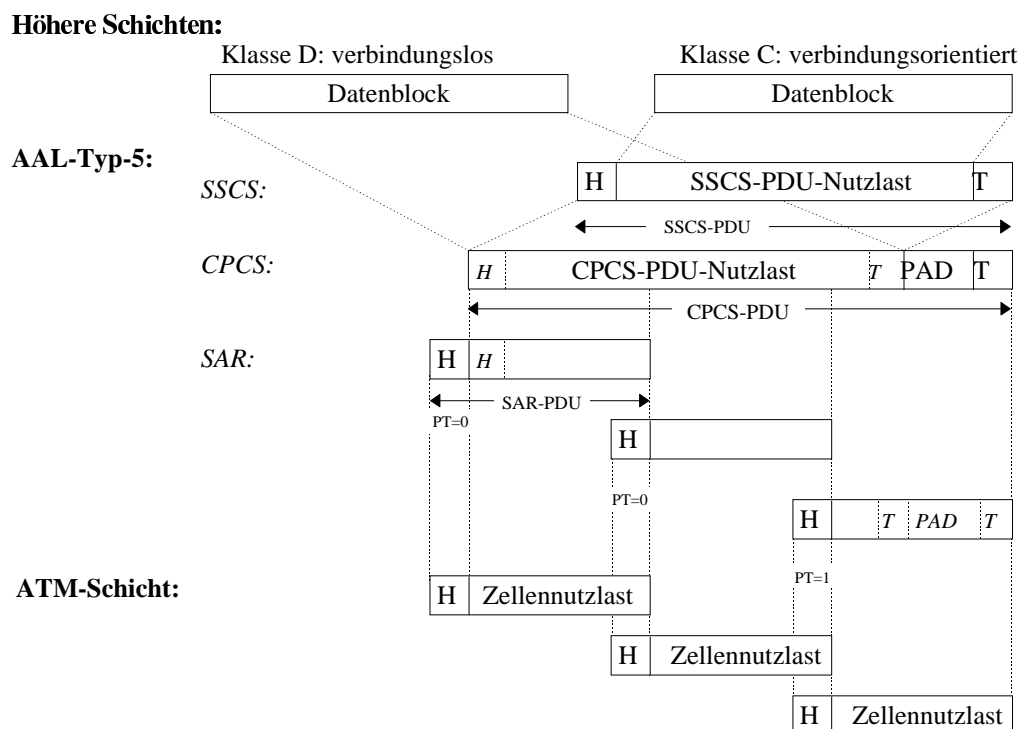 Höhere Schichten:
Klasse D: verbindungslos Klasse C: verbindungsorientiert
Datenblock Datenblock
AAL-Typ-5:
SSCS: H SSCS-PDU-Nutzlast T
SSCS-PDU
CPCS: H CPCS-PDU-Nutzlast T PAD T
CPCS-PDU
SAR: H H
SAR-PDU
PT=0
H
PT=0
H T PAD T
PT=1
ATM-Schicht: H Zellennutzlast
H Zellennutzlast
H Zellennutzlast